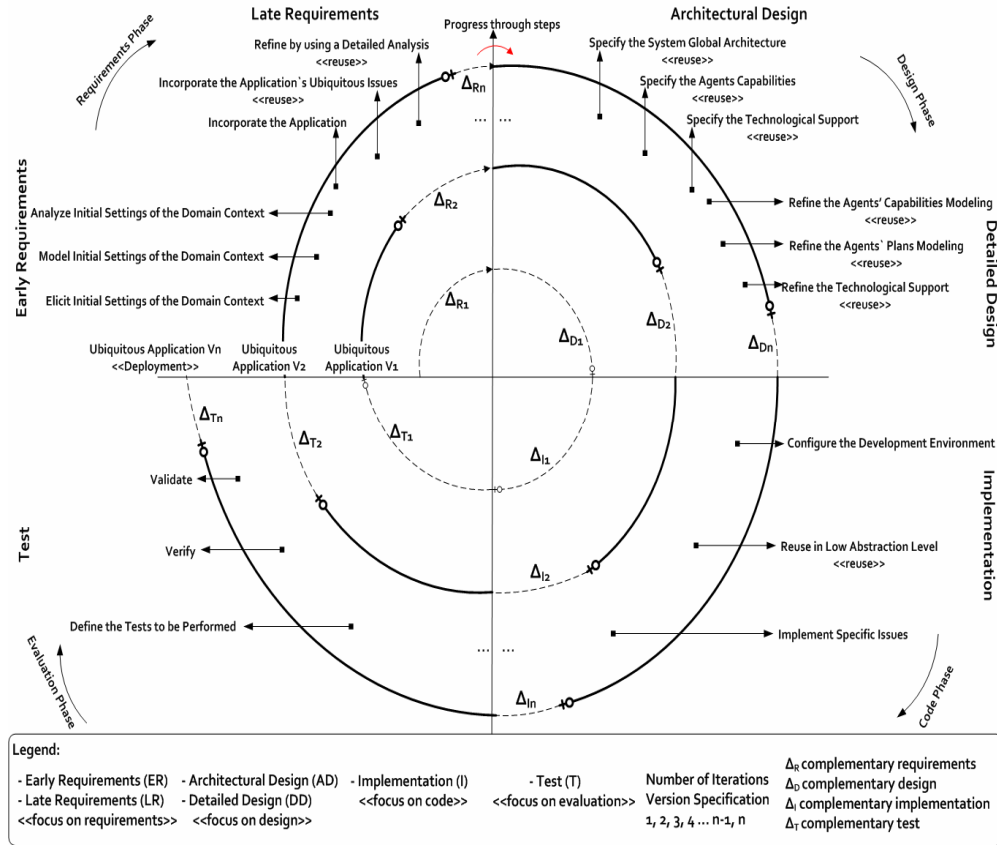 Late Requirements
Architectural Design
Progress through steps
Requirements Phase
Design Phase
Refine by using a Detailed Analysis
<<reuse>>
Incorporate the Application`s Ubiquitous Issues
<<reuse>>
Incorporate the Application
Specify the System Global Architecture
<<reuse>>
Specify the Agents Capabilities
<<reuse>>
Specify the Technological Support
<<reuse>>
ΔRn
... ...
Early Requirements
Analyze Initial Settings of the Domain Context
Model Initial Settings of the Domain Context
Elicit Initial Settings of the Domain Context
ΔR2
ΔR1
Refine the Agents’ Capabilities Modeling
<<reuse>>
Refine the Agents` Plans Modeling
<<reuse>>
Refine the Technological Support
<<reuse>>
Detailed Design
ΔD1
ΔD2
ΔDn
Ubiquitous Application Vn
<<Deployment>>
Ubiquitous
Application V2
Ubiquitous
Application V1
ΔTn
ΔT2
ΔT1
ΔI1
Configure the Development Environment
Validate
Test
Verify
Reuse in Low Abstraction Level
<<reuse>>
Implementation
ΔI2
Define the Tests to be Performed
Implement Specific Issues
... ...
Evaluation Phase
Code Phase
ΔIn
Legend:
- Early Requirements (ER)
- Late Requirements (LR)
<<focus on requirements>>
- Architectural Design (AD)
- Detailed Design (DD)
<<focus on design>>
- Implementation (I)
<<focus on code>>
- Test (T)
<<focus on evaluation>>
Number of Iterations
Version Specification
1, 2, 3, 4 ... n-1, n
ΔR complementary requirements
ΔD complementary design
ΔI complementary implementation
ΔT complementary test